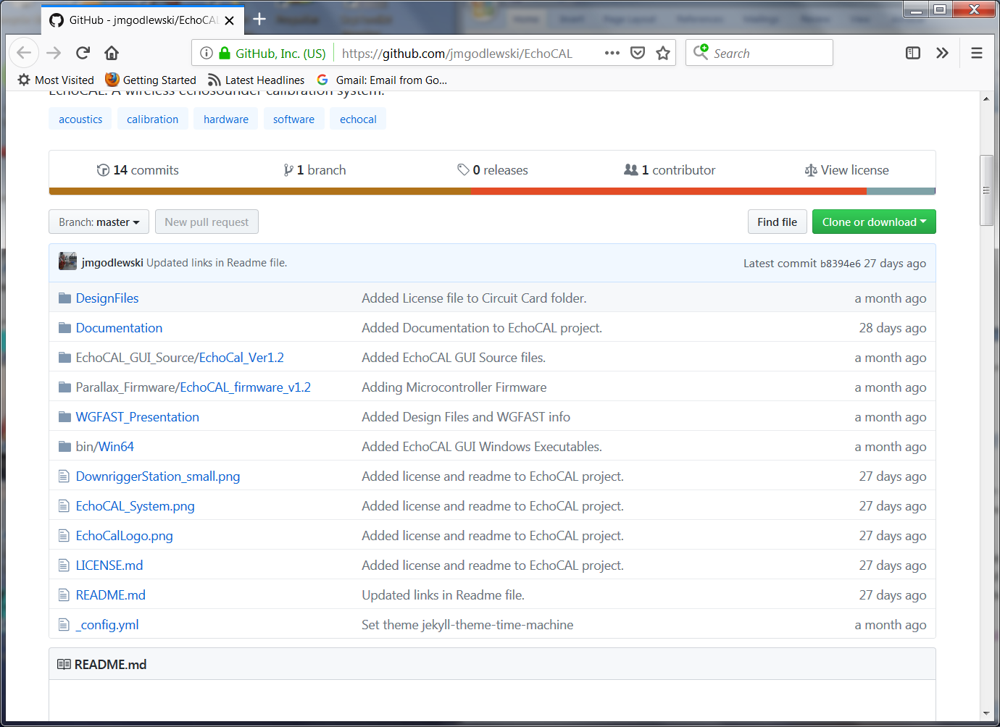 GitHub - jmgodlewski/EchoCAL
GitHub, Inc. (US) https://github.com/jmgodlewski/EchoCAL Search
Most Visited Getting Started Latest Headlines Gmail: Email from Go...
EchoCAL: A wireless echosounder calibration system.
acoustics calibration hardware software echocal
14 commits 1 branch 0 releases 1 contributor View license
Branch: master New pull request Find file Clone or download
jmgodlewski Updated links in Readme file. Latest commit b8394e6 27 days ago
DesignFiles Added License file to Circuit Card folder. a month ago
Documentation Added Documentation to EchoCAL project. 28 days ago
EchoCAL_GUI_Source/EchoCal_Ver1.2 Added EchoCAL GUI Source files. a month ago
Parallax_Firmware/EchoCAL_firmware_v1.2 Adding Microcontroller Firmware a month ago
WGFAST_Presentation Added Design Files and WGFAST info a month ago
bin/Win64 Added EchoCAL GUI Windows Executables. a month ago
DownriggerStation_small.png Added license and readme to EchoCAL project. 27 days ago
EchoCAL_System.png Added license and readme to EchoCAL project. 27 days ago
EchoCalLogo.png Added license and readme to EchoCAL project. 27 days ago
LICENSE.md Added license and readme to EchoCAL project. 27 days ago
README.md Updated links in Readme file. 27 days ago
_config.yml Set theme jekyll-theme-time-machine a month ago
README.md